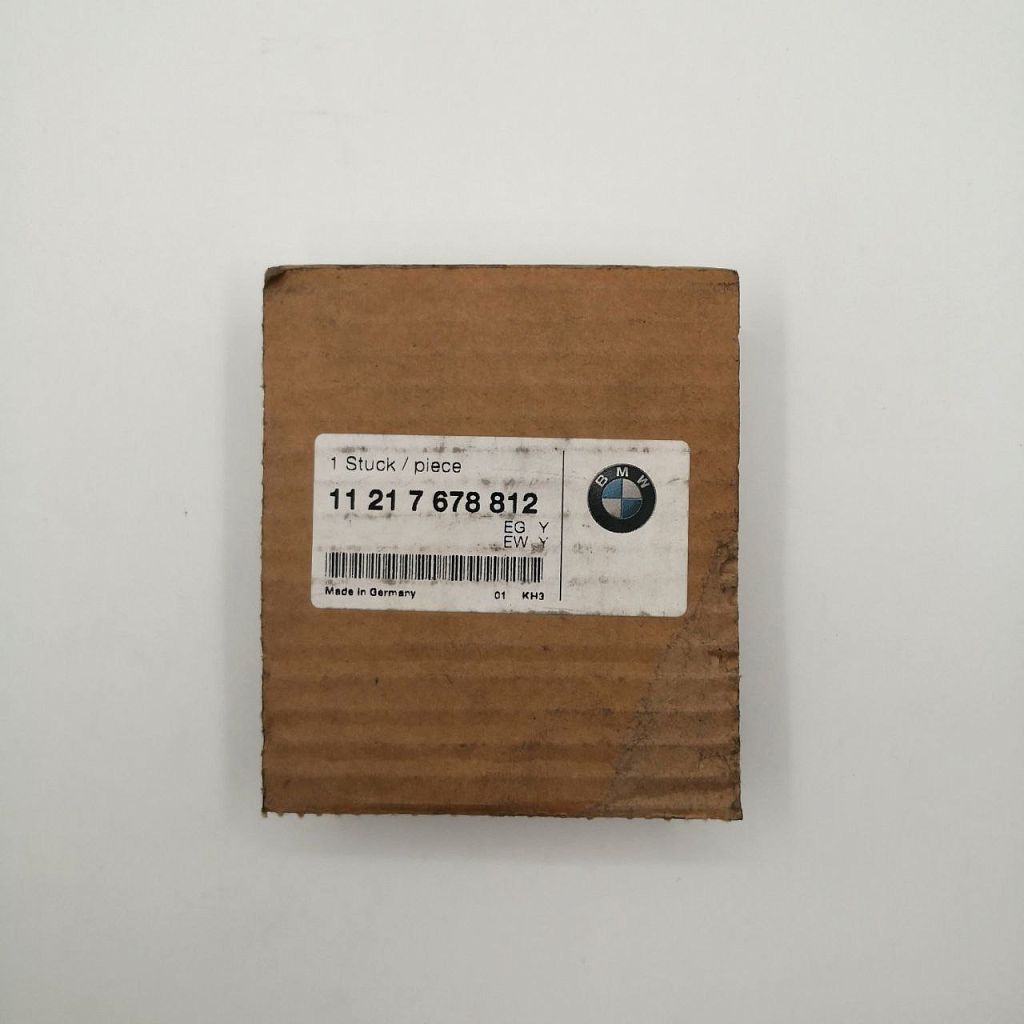 1 Stuck / piece
11 21 7 678 812
EG Y
EW Y
Made in Germany 01 KH3
BMW